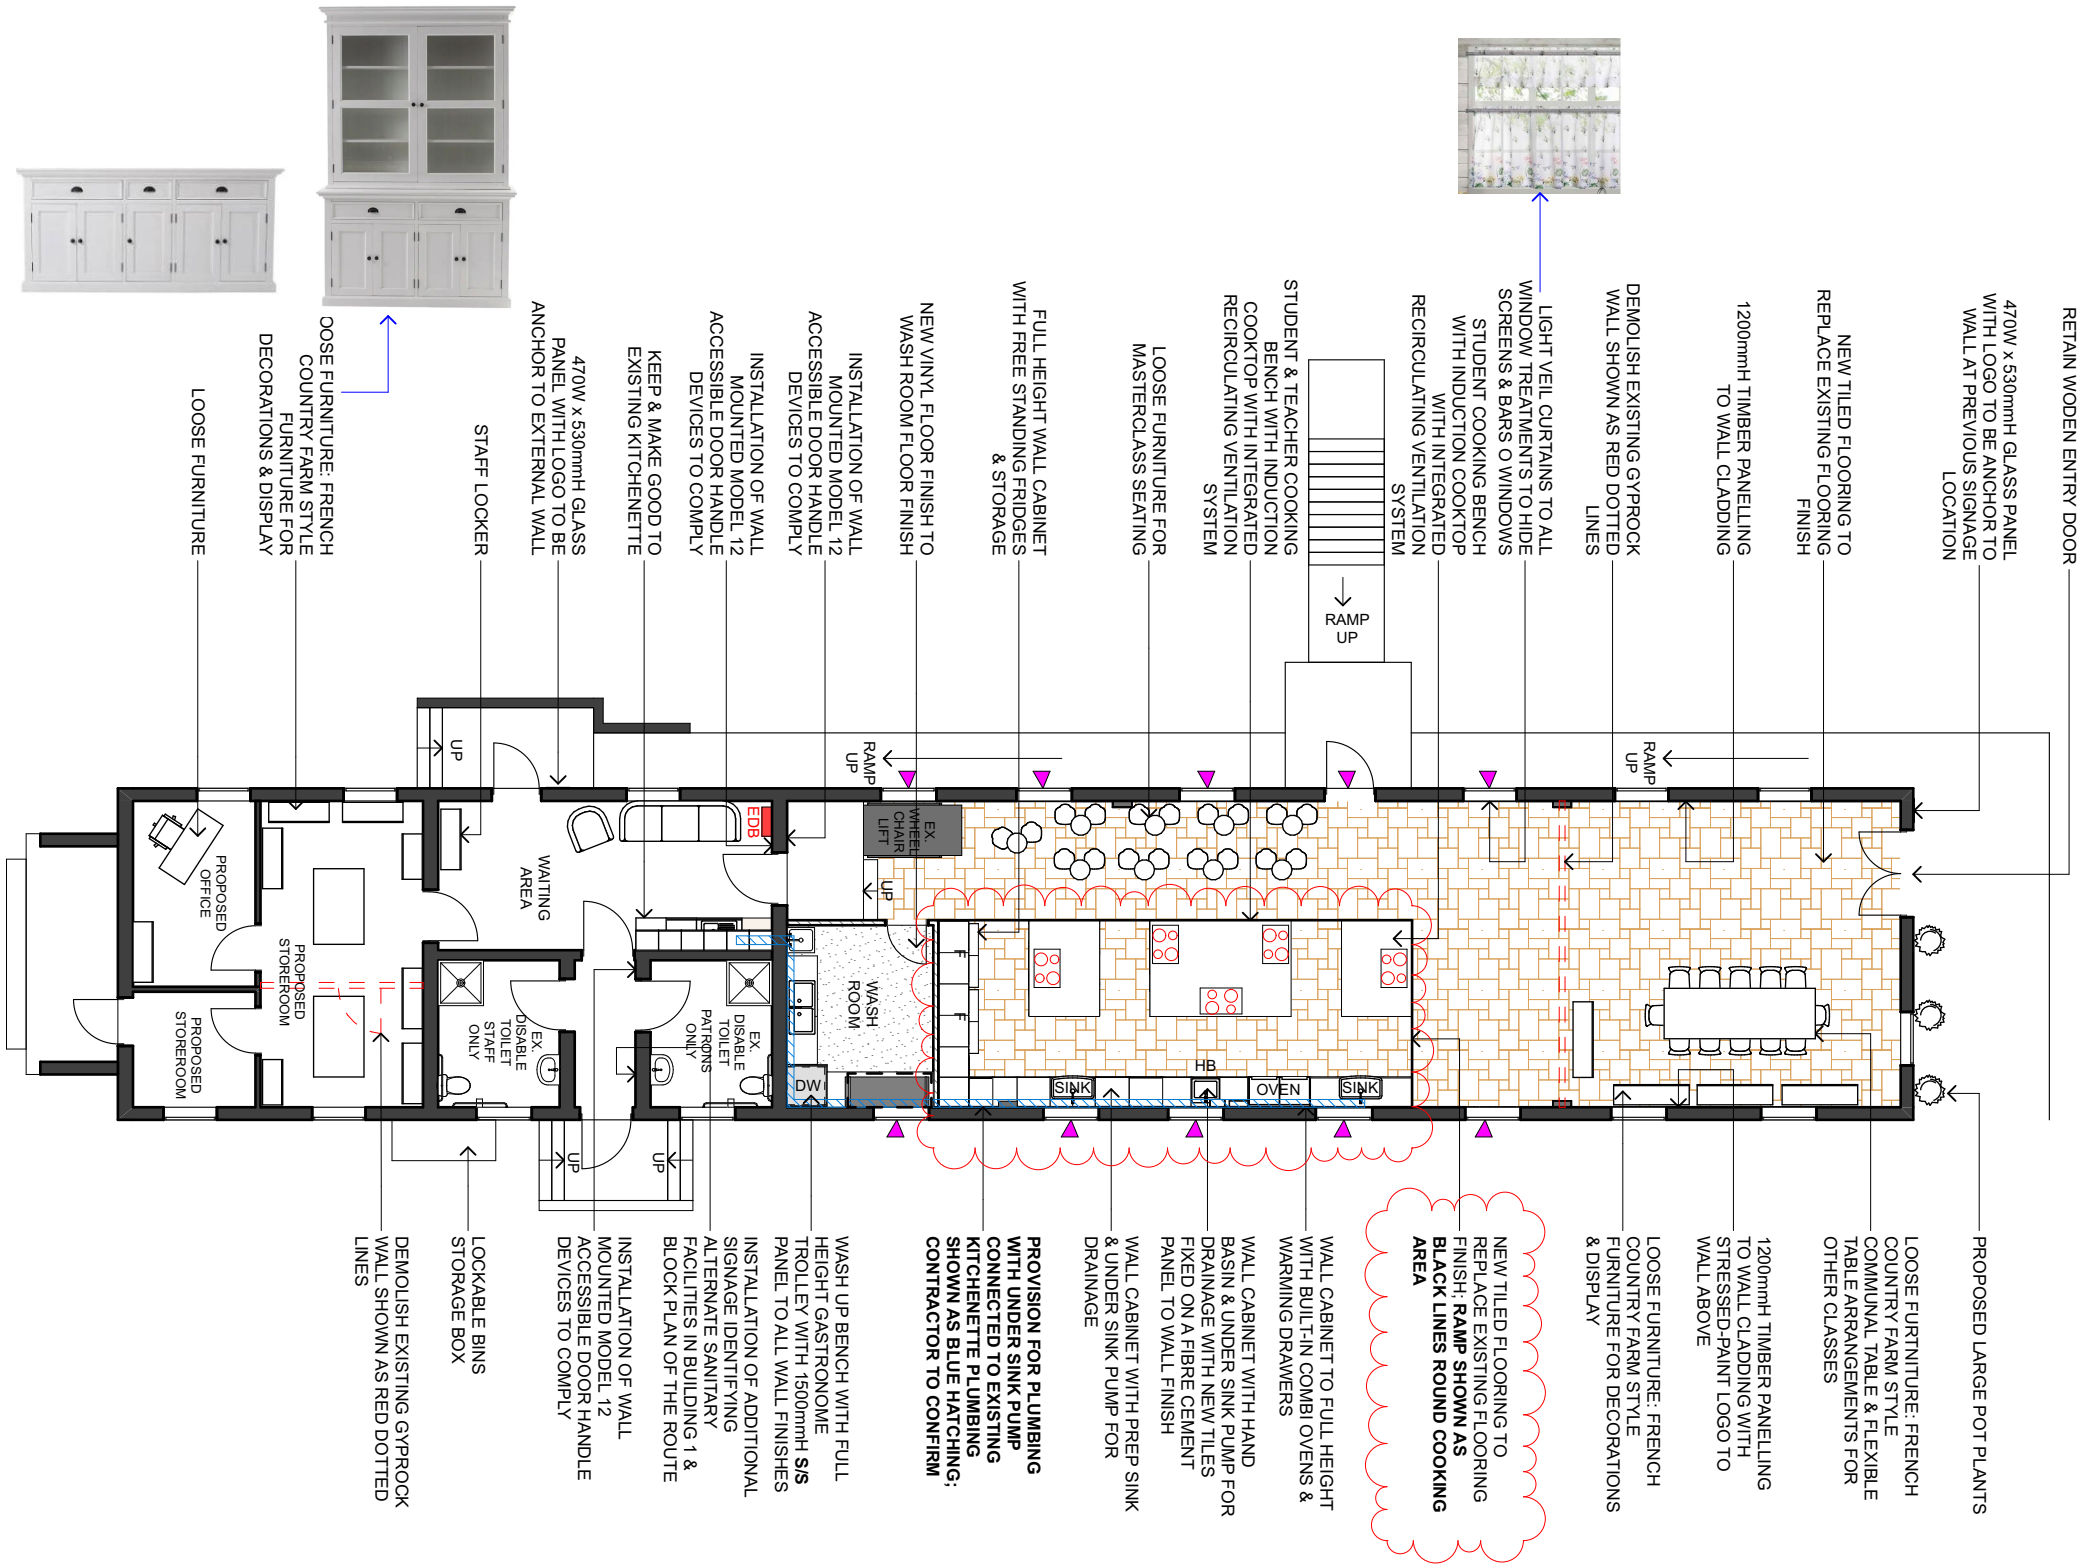 RETAIN WODEN ENTRY DOOR
470W x 530mmH GLASS PANEL
WITH LOGO TO BE ANCHOR TO
WALL AT PREVIOUS SIGNAGE
LOCATION
NEW TILED FLOORING TO
REPLACE EXISTING FLOORING
FINISH
1200mmH TIMBER PANELLING
TO WALL CLADDING
DEMOLISH EXISTING GYPROCK
WALL SHOWN AS RED DOTTED
LINES
LIGHT VEIL CURTAINS TO ALL
WINDOW TREATMENTS TO HIDE
SCREENS & BARS O WINDOWS
STUDENT COOKING BENCH
WITH INDUCTION COOKTOP
WITH INTEGRATED
RECIRCULATING VENTILATION
SYSTEM
STUDENT & TEACHER COOKING
BENCH WITH INDUCTION
COOKTOP WITH INTEGRATED
RECIRCULATING VENTILATION
SYSTEM
LOOSE FURNITURE FOR
MASTERCLASS SEATING
FULL HEIGHT WALL CABINET
WITH FREE STANDING FRIDGES
& STORAGE
NEW VINYL FLOOR FINISH TO
WASH ROOM FLOOR FINISH
INSTALLATION OF WALL
MOUNTED MODEL 12
ACCESSIBLE DOOR HANDLE
DEVICES TO COMPLY
INSTALLATION OF WALL
MOUNTED MODEL 12
ACCESSIBLE DOOR HANDLE
DEVICES TO COMPLY
KEEP & MAKE GOOD TO
EXISTING KITCHENETTE
470W x 530mmH GLASS
PANEL WITH LOGO TO BE
ANCHOR TO EXTERNAL WALL
STAFF LOCKER
OOSE FURNITURE: FRENCH
COUNTRY FARM STYLE
FURNITURE FOR
DECORATIONS & DISPLAY
LOOSE FURNITURE
RAMP
UP
RAMP
UP
RAMP
UP
UP
EX.
WHEEL
CHAIR
LIFT
UP
EDB
F
F
HB
SINK
OVEN
SINK
DW
WASH
ROOM
WAITING
AREA
EX.
DISABLE
TOILET
PATRONS
ONLY
EX.
DISABLE
TOILET
STAFF
ONLY
PROPOSED
STOREROOM
PROPOSED
OFFICE
PROPOSED
STOREROOM
UP
UP
PROPOSED LARGE POT PLANTS
LOOSE FURTNITURE: FRENCH
COUNTRY FARM STYLE
COMMUNAL TABLE & FLEXIBLE
TABLE ARRANGEMENTS FOR
OTHER CLASSES
1200mmH TIMBER PANELLING
TO WALL CLADDING WITH
STRESSED-PAINT LOGO TO
WALL ABOVE
LOOSE FURNITURE: FRENCH
COUNTRY FARM STYLE
FURNITURE FOR DECORATIONS
& DISPLAY
NEW TILED FLOORING TO
REPLACE EXISTING FLOORING
FINISH; RAMP SHOWN AS
BLACK LINES ROUND COOKING
AREA
WALL CABINET TO FULL HEIGHT
WITH BUILT-IN COMBI OVENS &
WARMING DRAWERS
WALL CABINET WITH HAND
BASIN & UNDER SINK PUMP FOR
DRAINAGE WITH NEW TILES
FIXED ON A FIBRE CEMENT
PANEL TO WALL FINISH
WALL CABINET WITH PREP SINK
& UNDER SINK PUMP FOR
DRAINAGE
PROVISION FOR PLUMBING
WITH UNDER SINK PUMP
CONNECTED TO EXISTING
KITCHENETTE PLUMBING
SHOWN AS BLUE HATCHING;
CONTRACTOR TO CONFIRM
WASH UP BENCH WITH FULL
HEIGHT GASTRONOME
TROLLEY WITH 1500mmH S/S
PANEL TO ALL WALL FINISHES
INSTALLATION OF ADDITIONAL
SIGNAGE IDENTIFYING
ALTERNATE SANITARY
FACILITIES IN BUILDING 1 &
BLOCK PLAN OF THE ROUTE
INSTALLATION OF WALL
MOUNTED MODEL 12
ACCESSIBLE DOOR HANDLE
DEVICES TO COMPLY
LOCKABLE BINS
STORAGE BOX
DEMOLISH EXISTING GYPROCK
WALL SHOWN AS RED DOTTED
LINES